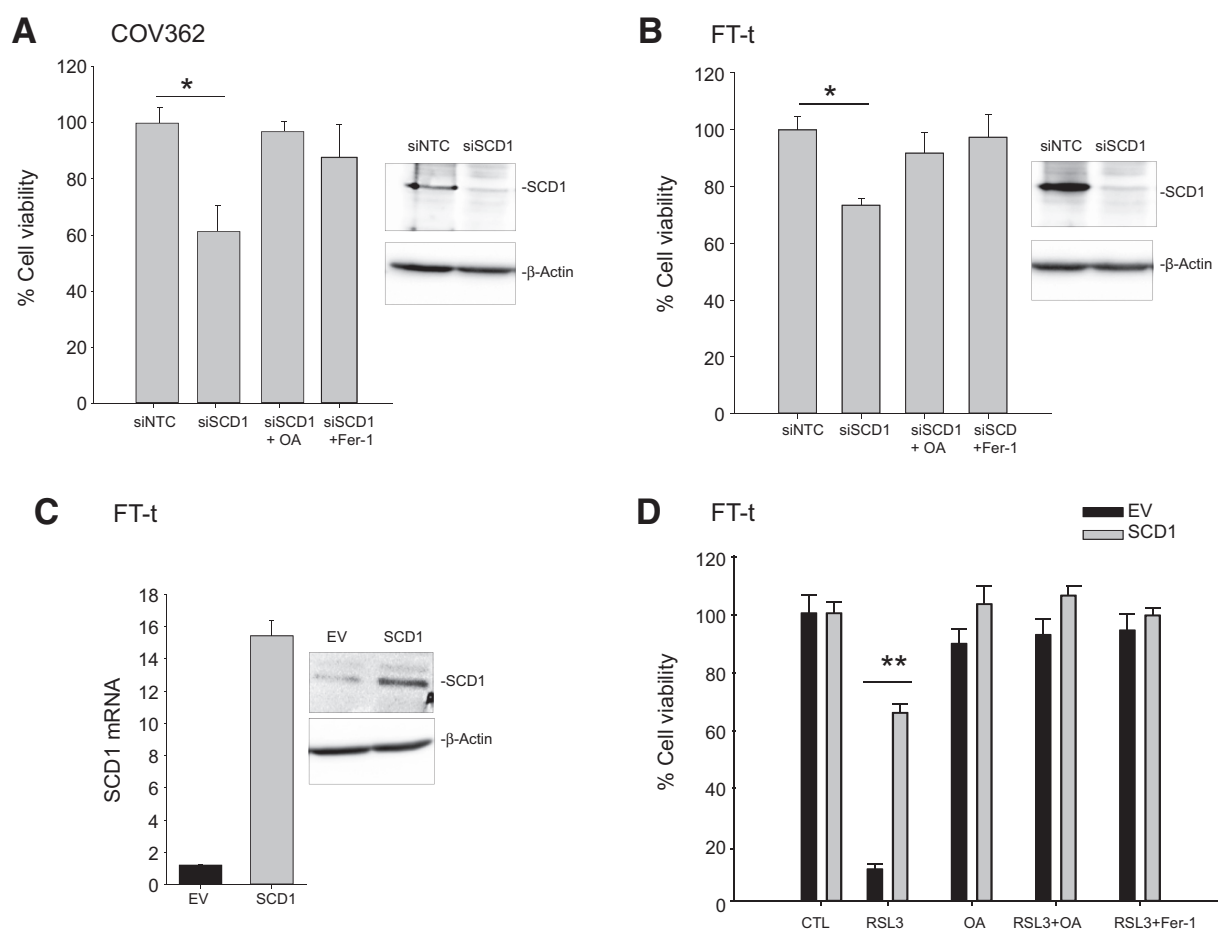 A COV362
120
100
80
60
40
20
0
% Cell viability
*
siNTC siSCD1 siSCD1 + OA siSCD1 +Fer-1
siNTC siSCD1
-SCD1
-β-Actin
B FT-t
120
100
80
60
40
20
0
% Cell viability
*
siNTC siSCD1 siSCD1 + OA siSCD +Fer-1
siNTC siSCD1
-SCD1
-β-Actin
C FT-t
18
16
14
12
10
8
6
4
2
0
SCD1 mRNA
EV SCD1
EV SCD1
-SCD1
-β-Actin
D FT-t
EV
SCD1
120
100
80
60
40
20
0
% Cell viability
**
CTL RSL3 OA RSL3+OA RSL3+Fer-1